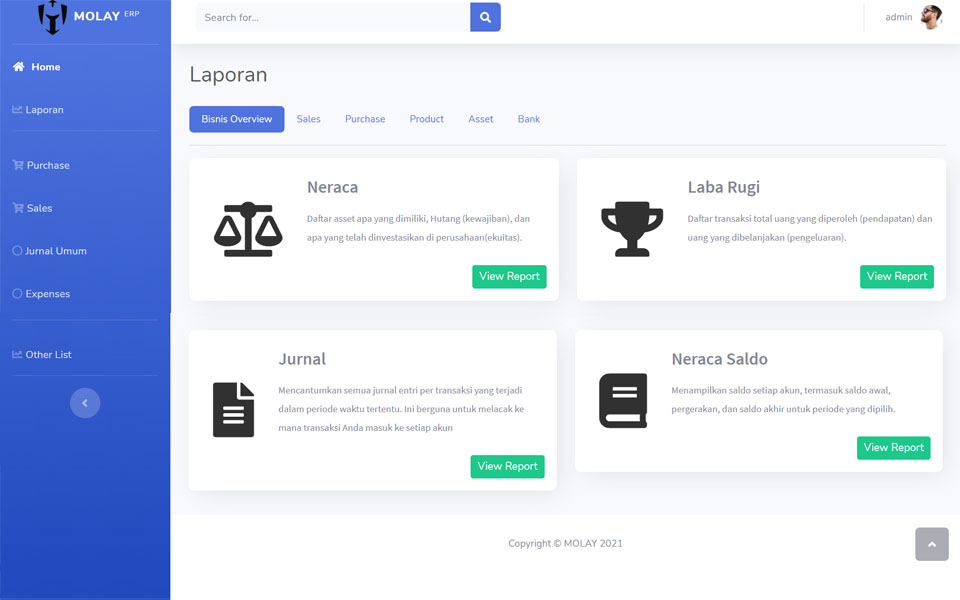 MOLAY ERP
Search for...
admin
Home
Laporan
Purchase
Sales
Jurnal Umum
Expenses
Other List
Laporan
Bisnis Overview
Sales
Purchase
Product
Asset
Bank
Neraca
Daftar asset apa yang dimiliki, Hutang (kewajiban), dan
apa yang telah dinvestasikan di perusahaan(ekuitas).
View Report
Laba Rugi
Daftar transaksi total uang yang diperoleh (pendapatan) dan
uang yang dibelanjakan (pengeluaran).
View Report
Jurnal
Mencantumkan semua jurnal entri per transaksi yang terjadi
dalam periode waktu tertentu. Ini berguna untuk melacak ke
mana transaksi Anda masuk ke setiap akun
View Report
Neraca Saldo
Menampilkan saldo setiap akun, termasuk saldo awal,
pergerakan, dan saldo akhir untuk periode yang dipilih.
View Report
Copyright © MOLAY 2021